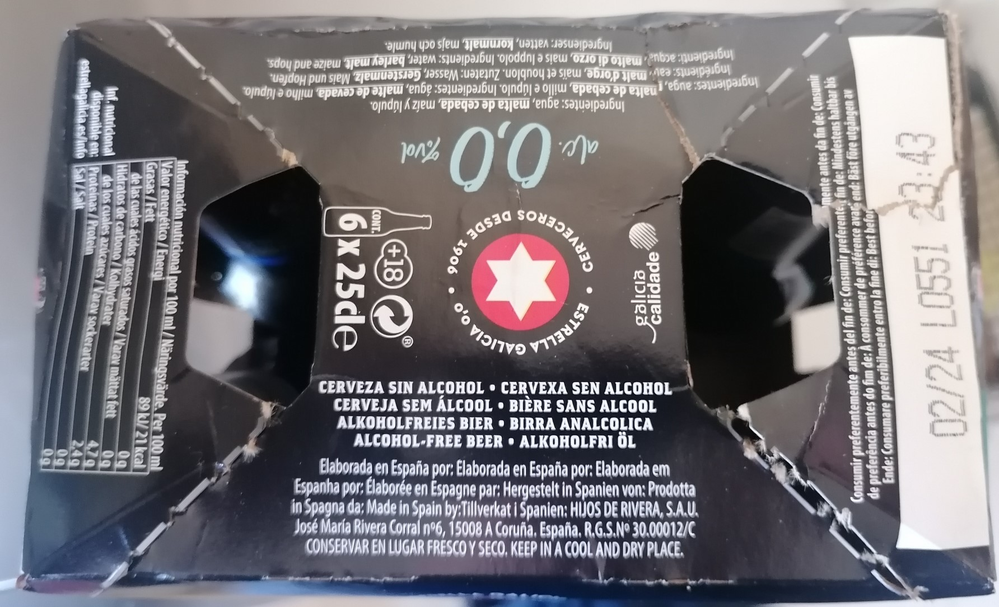 Ingredientes: agua, malta de cebada, maíz y lúpulo.
Ingredientes: auga, malta de cebada, millo e lúpulo. Ingredientes: água, malte de cevada, milho e lúpulo.
Ingrédients: eau, malt d'orge, maïs et houblon. Zutaten: Wasser, Gerstenmalz, Mais und Hopfen.
Ingredienti: acqua, malto di orzo, mais e luppolo. Ingredients: water, barley malt, maize and hops.
Ingredienser: vatten, kornmalt, majs och humle.
alc. 0,0 %vol
CERVECEROS DESDE 1906 • ESTRELLA GALICIA 0,0 •
CONT.
6 x 25cl e
+18
®
galicia
calidade
CERVEZA SIN ALCOHOL • CERVEXA SEN ALCOHOL
CERVEJA SEM ÁLCOOL • BIÈRE SANS ALCOOL
ALKOHOLFREIES BIER • BIRRA ANALCOLICA
ALCOHOL-FREE BEER • ALKOHOLFRI ÖL
Elaborada en España por: Elaborada en España por: Elaborada em
Espanha por: Élaborée en Espagne par: Hergestelt in Spanien von: Prodotta
in Spagna da: Made in Spain by:Tillverkat i Spanien: HIJOS DE RIVERA, S.A.U.
José María Rivera Corral nº6, 15008 A Coruña. España. R.G.S.Nº 30.00012/C
CONSERVAR EN LUGAR FRESCO Y SECO. KEEP IN A COOL AND DRY PLACE.
Información nutricional por 100 ml / Näringsvärde. Per 100 ml
Valor energético / Energi 89 kJ/ 21 kcal
Grasas / Fett 0 g
de las cuales ácidos grasos saturados / Varav mättat fett 0 g
Hidratos de carbono / Kolhydrater 4,7 g
de los cuales azúcares / Varav sockerarter 2,4 g
Proteínas / Protein 0 g
Sal / Salt 0 g
Inf. nutricional
disponible en:
estrellagalicia.es/info
Consumir preferentemente antes del fin de: Consumir preferentemente antes da fin de: Consumir
de preferência antes do fim de: À consommer de préférence avant fin de: Mindestens haltbar bis
Ende: Consumare preferibilmente entro la fine di: Best before end: Bäst före utgången av
02/24 L0551 23:43